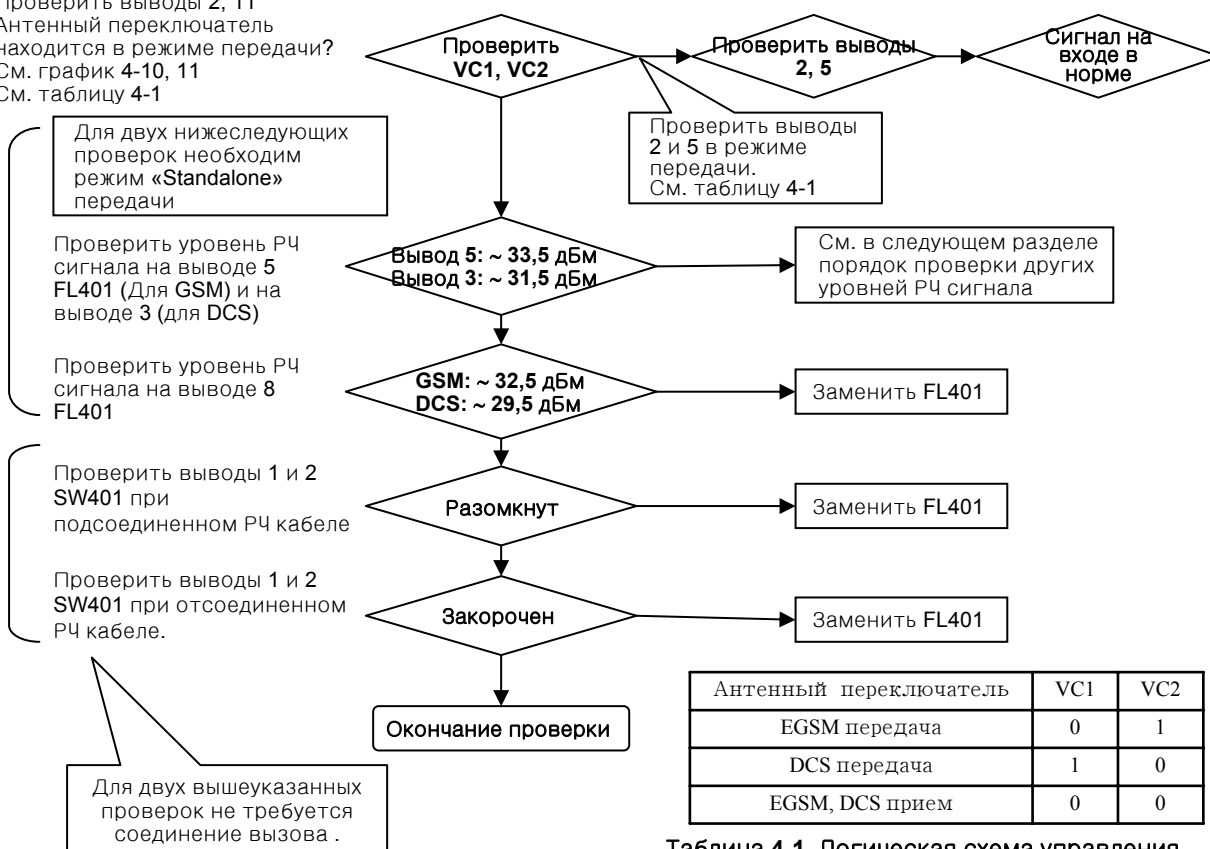 Проверить выводы 2, 11
Антенный переключатель
находится в режиме передачи?
См. график 4-10, 11
См. таблицу 4-1
Проверить
VC1, VC2
Проверить выводы
2, 5
Сигнал на
входе в
норме
Для двух нижеследующих
проверок необходим
режим «Standalone»
передачи
Проверить выводы
2 и 5 в режиме
передачи.
См. таблицу 4-1
Проверить уровень РЧ
сигнала на выводе 5
FL401 (Для GSM) и на
выводе 3 (для DCS)
Вывод 5: ~ 33,5 дБм
Вывод 3: ~ 31,5 дБм
См. в следующем разделе
порядок проверки других
уровней РЧ сигнала
Проверить уровень РЧ
сигнала на выводе 8
FL401
GSM: ~ 32,5 дБм
DCS: ~ 29,5 дБм
Заменить FL401
Проверить выводы 1 и 2
SW401 при
подсоединенном РЧ кабеле
Разомкнут
Заменить FL401
Проверить выводы 1 и 2
SW401 при отсоединенном
РЧ кабеле.
Закорочен
Заменить FL401
Окончание проверки
Для двух вышеуказанных
проверок не требуется
соединение вызова .
Антенный переключатель VC1 VC2
EGSM передача 0 1
DCS передача 1 0
EGSM, DCS прием 0 0
Таблица 4-1. Логическая схема управления